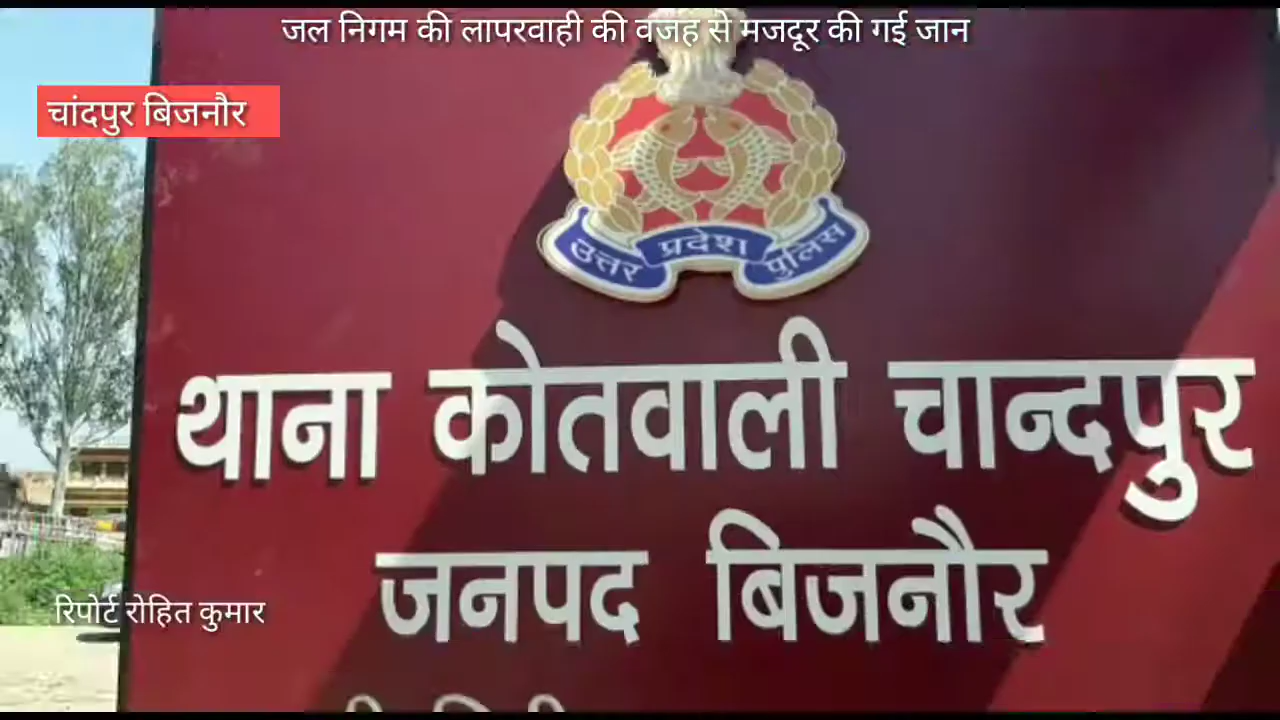 जल निगम की लापरवाही की वजह से मजदूर की गई जान
चांदपुर बिजनौर
उत्तर प्रदेश पुलिस
थाना कोतवाली चान्दपुर
जनपद बिजनौर
रिपोर्ट रोहित कुमार